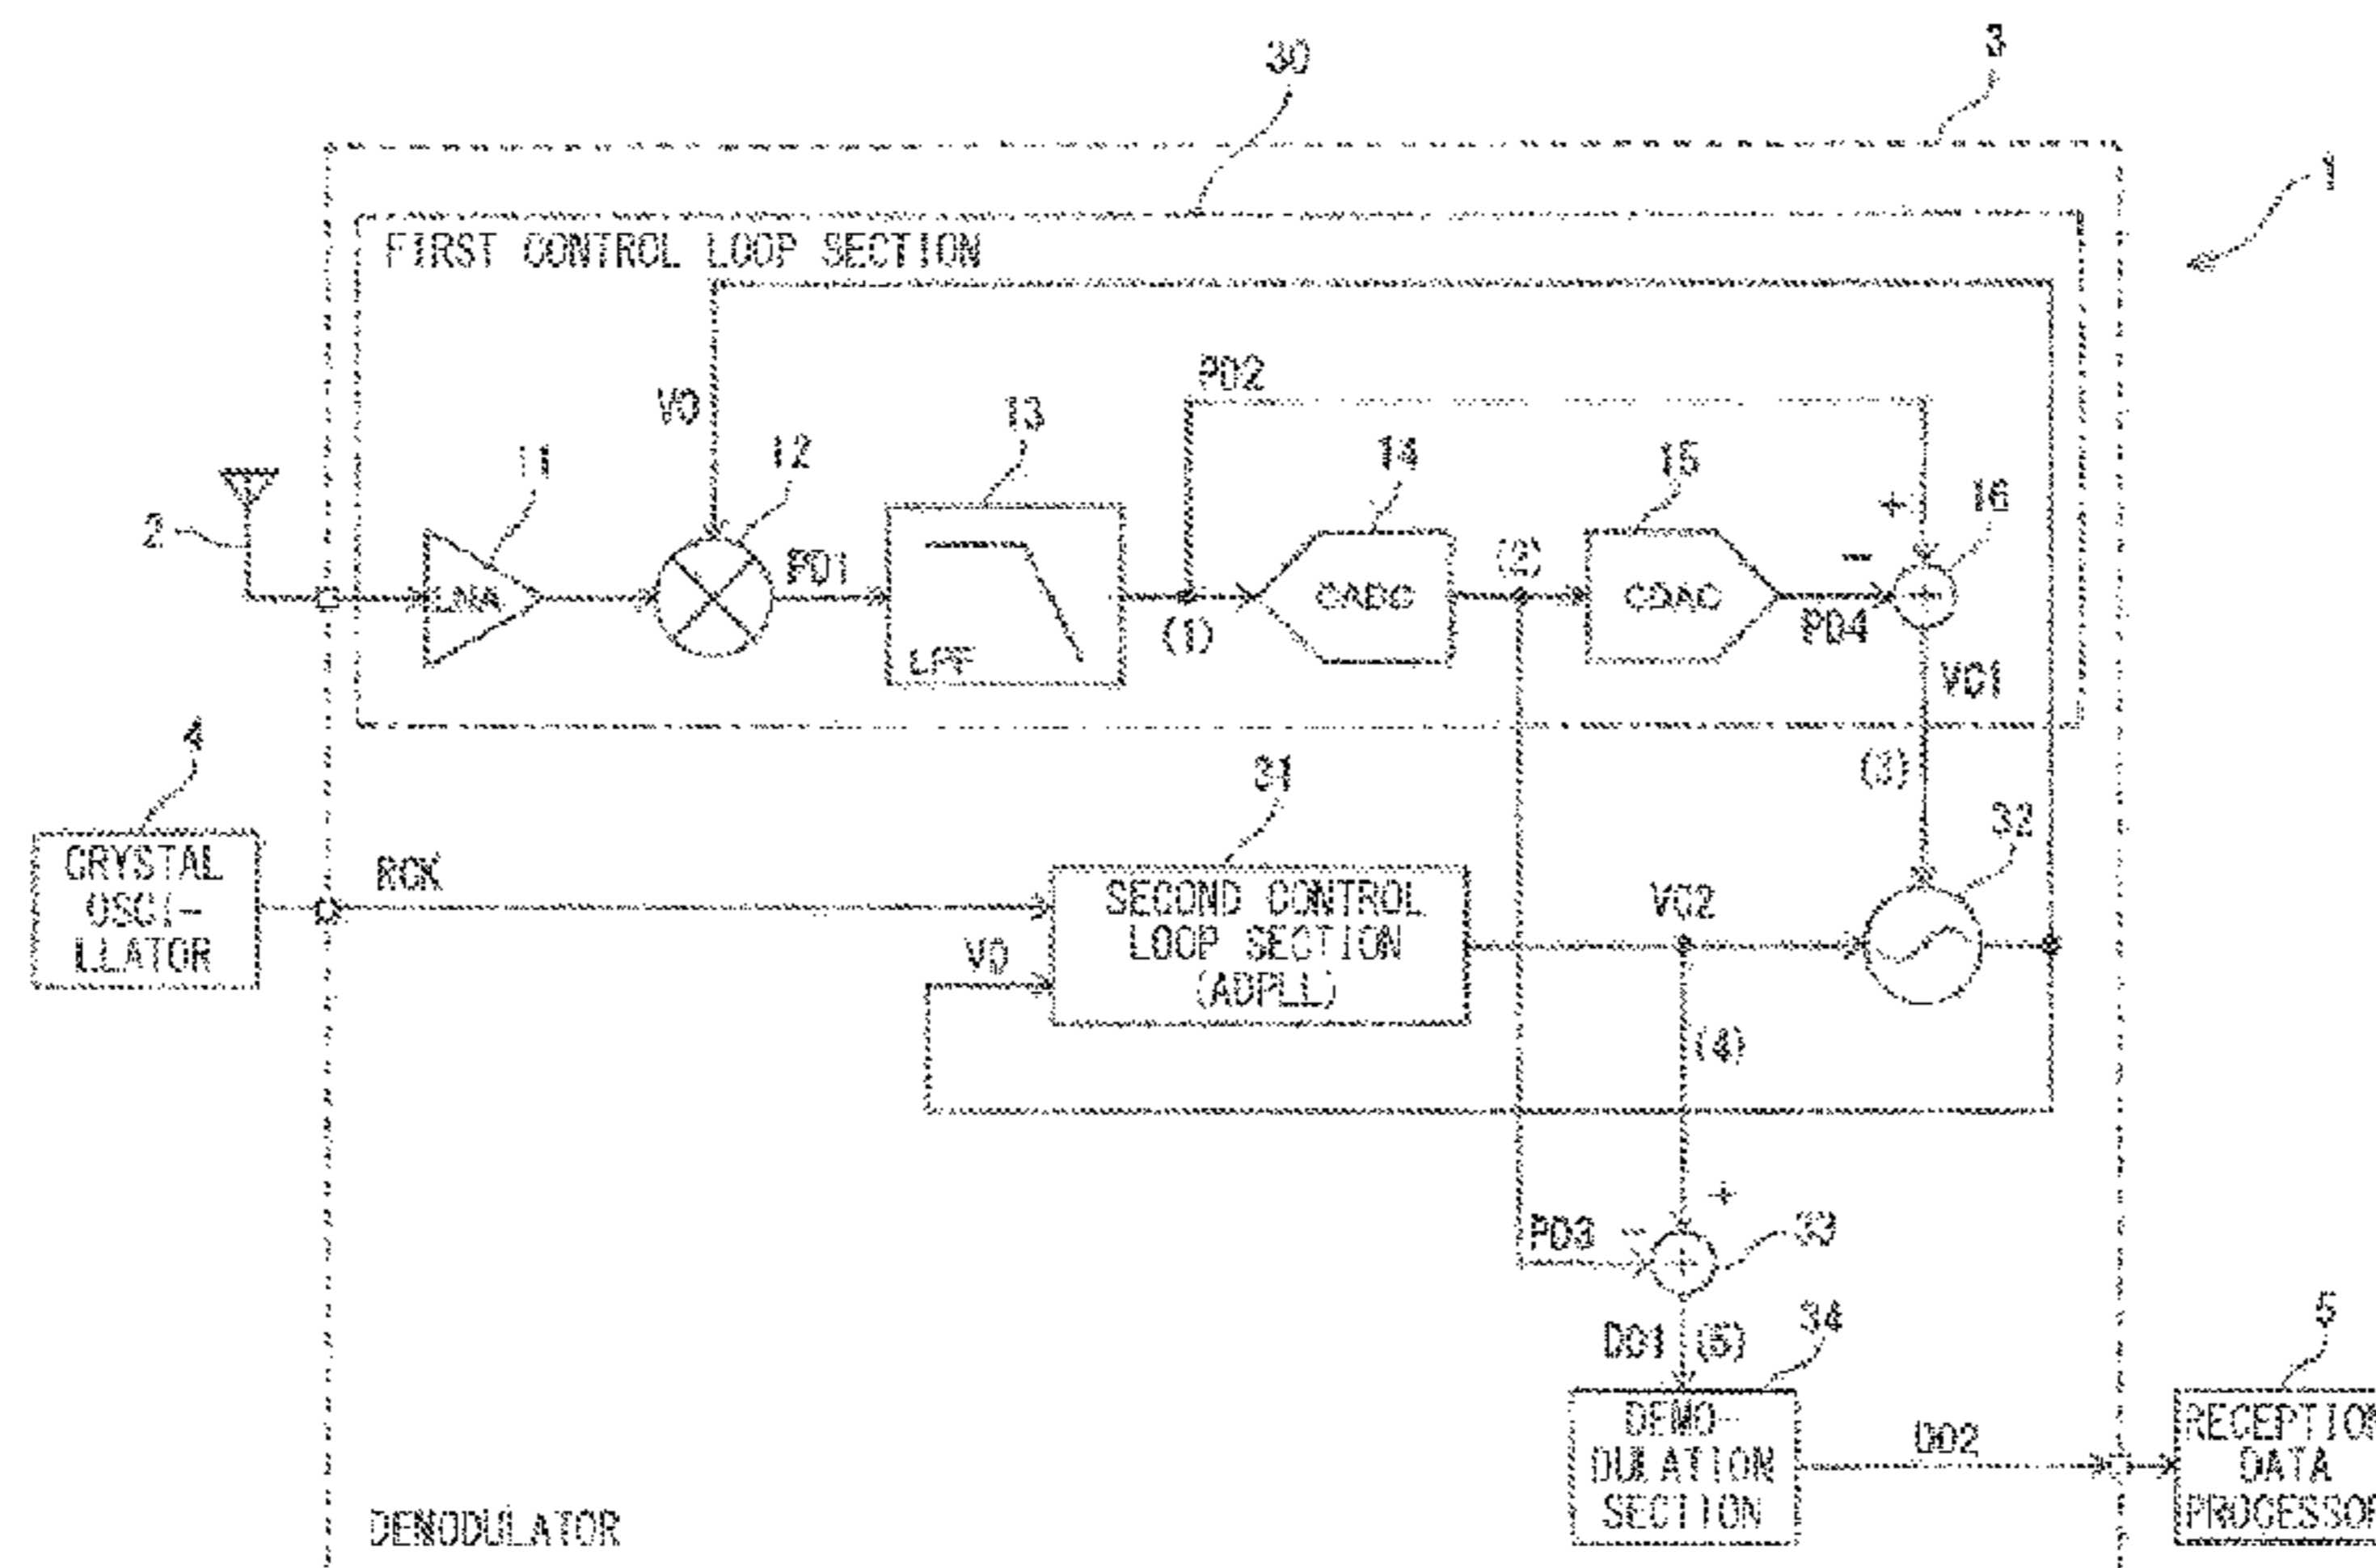 30
3
1
FIRST CONTROL LOOP SECTION
PD2
VO
13
11
12
14
15
16
+
2
PD1
(2)
-
LNA
CADC
CDAC
(1)
PD4
LPF
VC1
4
31
(3)
32
CRYSTAL
OSCI-
LLATOR
RCK
SECOND CONTROL
LOOP SECTION
(ADPLL)
VC2
VO
(4)
+
PD3
-
33
DO1
(5)
34
5
DEMO-
DULATION
SECTION
DO2
RECEPTION
DATA
PROCESSOR
DEMODULATOR